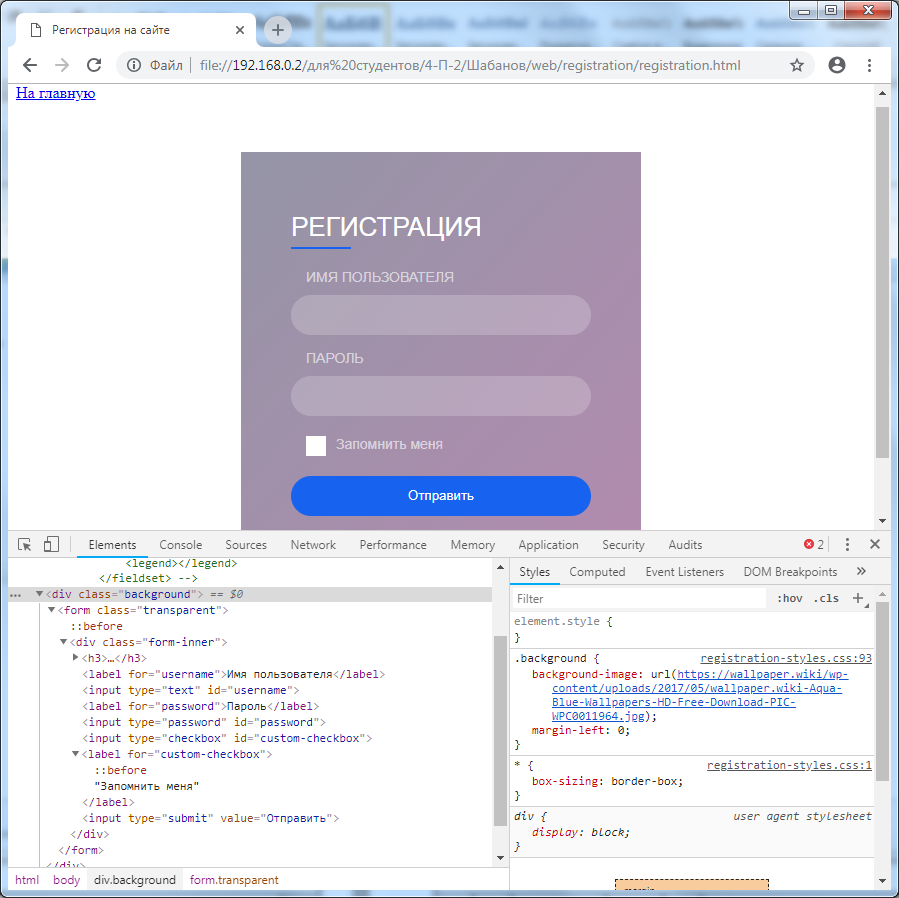 Регистрация на сайте
Файл | file://192.168.0.2/для%20студентов/4-П-2/Шабанов/web/registration/registration.html
На главную
РЕГИСТРАЦИЯ
ИМЯ ПОЛЬЗОВАТЕЛЯ
ПАРОЛЬ
Запомнить меня
Отправить
Elements Console Sources Network Performance Memory Application Security Audits 2
<legend></legend>
</fieldset> -->
<div class="background"> == $0
<form class="transparent">
::before
<div class="form-inner">
<h3>…</h3>
<label for="username">Имя пользователя</label>
<input type="text" id="username">
<label for="password">Пароль</label>
<input type="password" id="password">
<input type="checkbox" id="custom-checkbox">
<label for="custom-checkbox">
::before
"Запомнить меня"
</label>
<input type="submit" value="Отправить">
</div>
</form>
</div>
html body div.background form.transparent
Styles Computed Event Listeners DOM Breakpoints »
Filter :hov .cls +
element.style {
}
.background { registration-styles.css:93
background-image: url(https://wallpaper.wiki/wp-
content/uploads/2017/05/wallpaper.wiki-Aqua-
Blue-Wallpapers-HD-Free-Download-PIC-
WPC0011964.jpg);
margin-left: 0;
}
* { registration-styles.css:1
box-sizing: border-box;
}
div { user agent stylesheet
display: block;
}